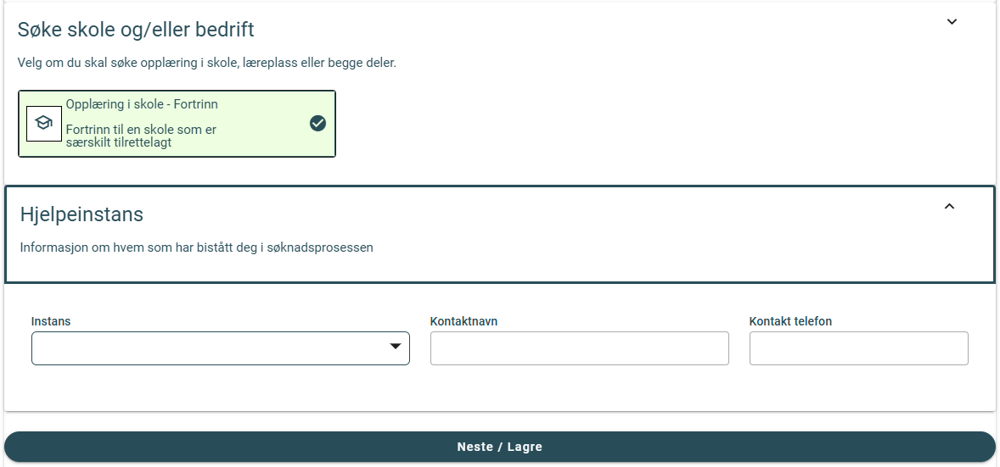 Søke skole og/eller bedrift
Velg om du skal søke opplæring i skole, læreplass eller begge deler.
Opplæring i skole - Fortrinn
Fortrinn til en skole som er
særskilt tilrettelagt
Hjelpeinstans
Informasjon om hvem som har bistått deg i søknadsprosessen
Instans
Kontaktnavn
Kontakt telefon
Neste / Lagre